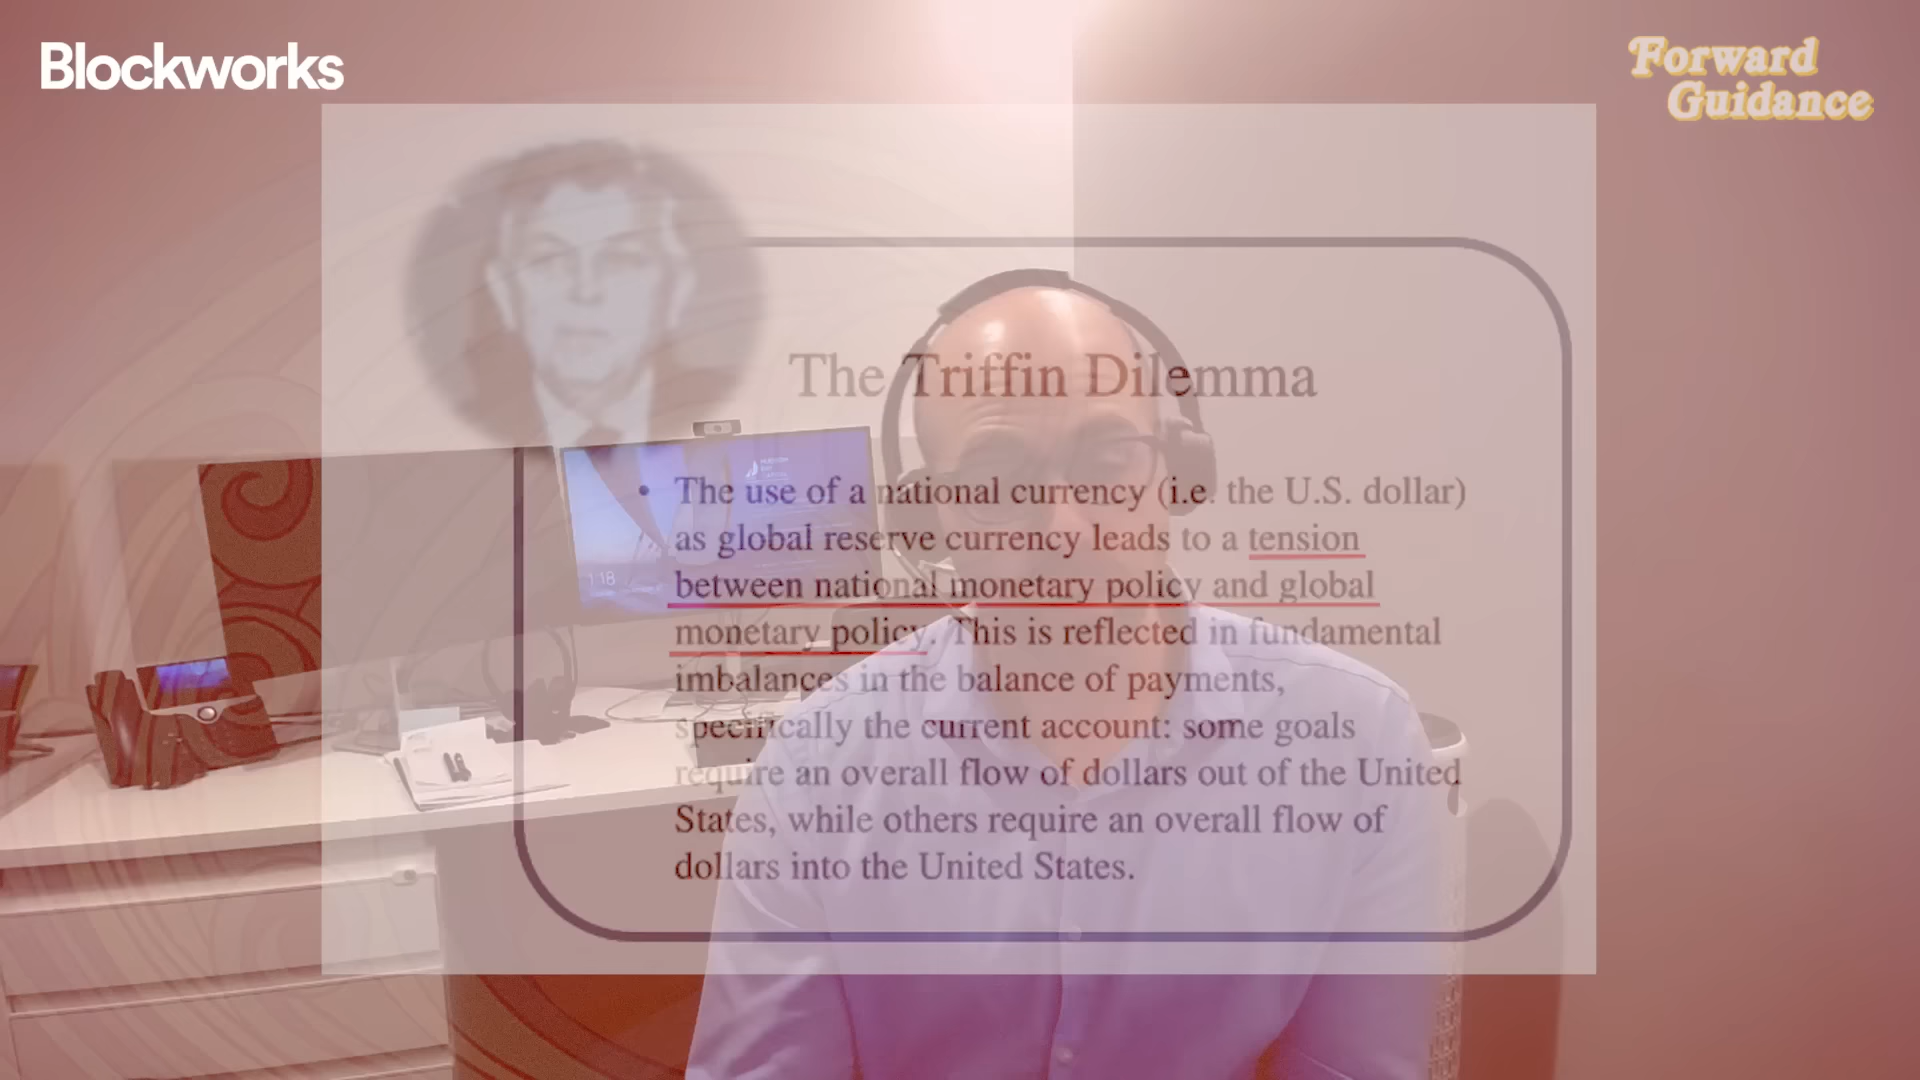 Blockworks
Forward
Guidance
The Triffin Dilemma
• The use of a national currency (i.e. the U.S. dollar)
as global reserve currency leads to a tension
between national monetary policy and global
monetary policy. This is reflected in fundamental
imbalances in the balance of payments,
specifically the current account: some goals
require an overall flow of dollars out of the United
States, while others require an overall flow of
dollars into the United States.
1:18